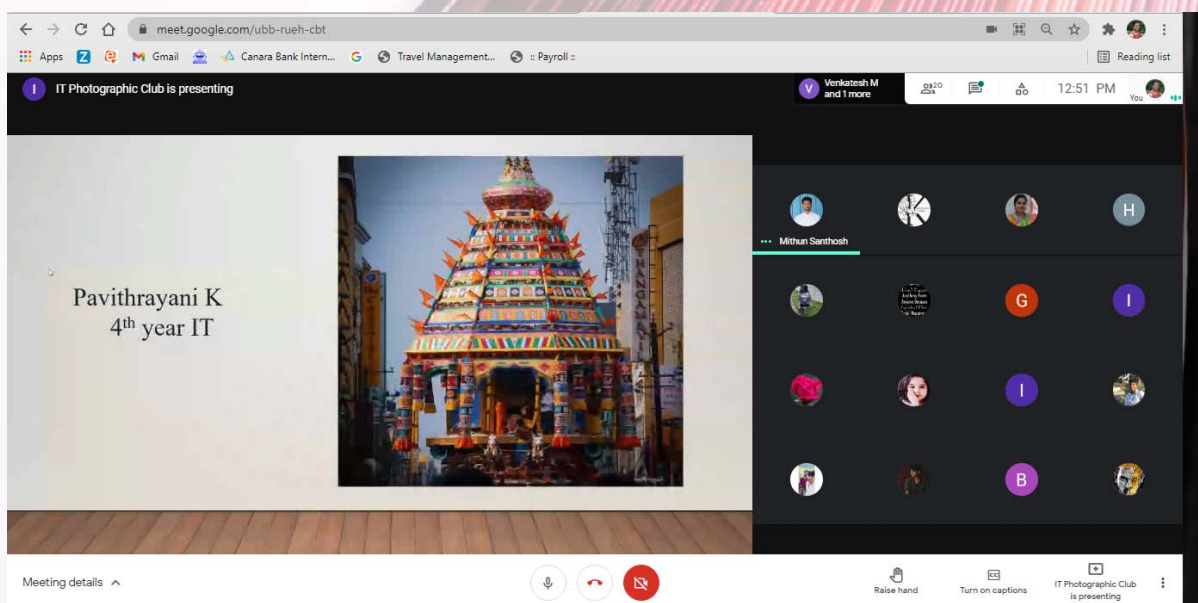 meet.google.com/ubb-rueh-cbt
Apps Z M Gmail Canara Bank Intern... G Travel Management... :: Payroll :: Reading list
I IT Photographic Club is presenting
V Venkatesh M
and 1 more
20
12:51 PM
You
Pavithrayani K
4th year IT
THANGAMAYIL
K
H
Mithun Santhosh
G
I
I
B
Meeting details
Raise hand
CC
Turn on captions
IT Photographic Club
is presenting